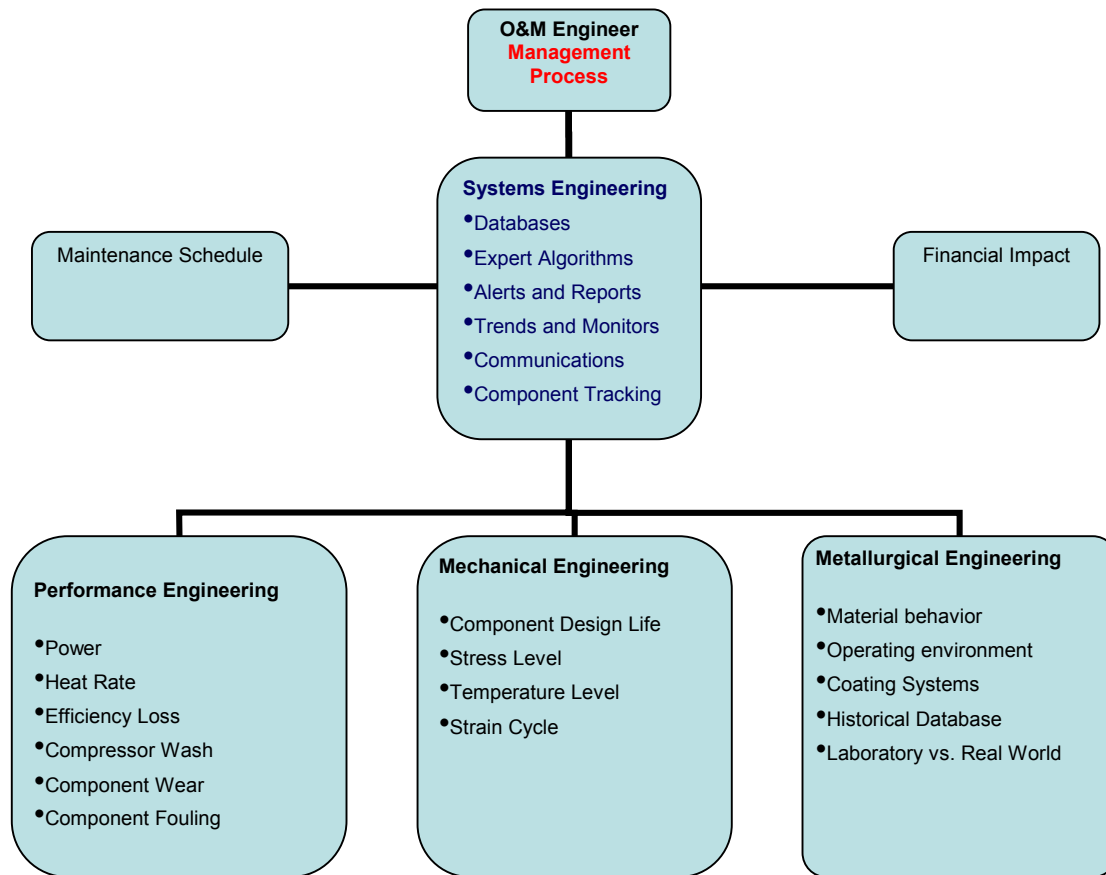 O&M Engineer
Management
Process
Systems Engineering
•Databases
•Expert Algorithms
•Alerts and Reports
•Trends and Monitors
•Communications
•Component Tracking
Maintenance Schedule
Financial Impact
Performance Engineering
•Power
•Heat Rate
•Efficiency Loss
•Compressor Wash
•Component Wear
•Component Fouling
Mechanical Engineering
•Component Design Life
•Stress Level
•Temperature Level
•Strain Cycle
Metallurgical Engineering
•Material behavior
•Operating environment
•Coating Systems
•Historical Database
•Laboratory vs. Real World